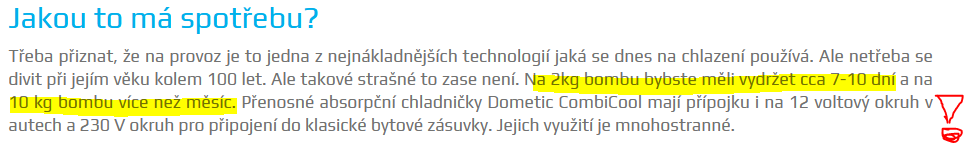 Jakou to má spotřebu?
Třeba přiznat, že na provoz je to jedna z nejnákladnějších technologií jaká se dnes na chlazení používá. Ale netřeba se
divit při jejím věku kolem 100 let. Ale takové strašné to zase není. Na 2kg bombu bybste měli vydržet cca 7-10 dní a na
10 kg bombu více než měsíc. Přenosné absorpční chladničky Dometic CombiCool mají přípojku i na 12 voltový okruh v
autech a 230 V okruh pro připojení do klasické bytové zásuvky. Jejich využití je mnohostranné.